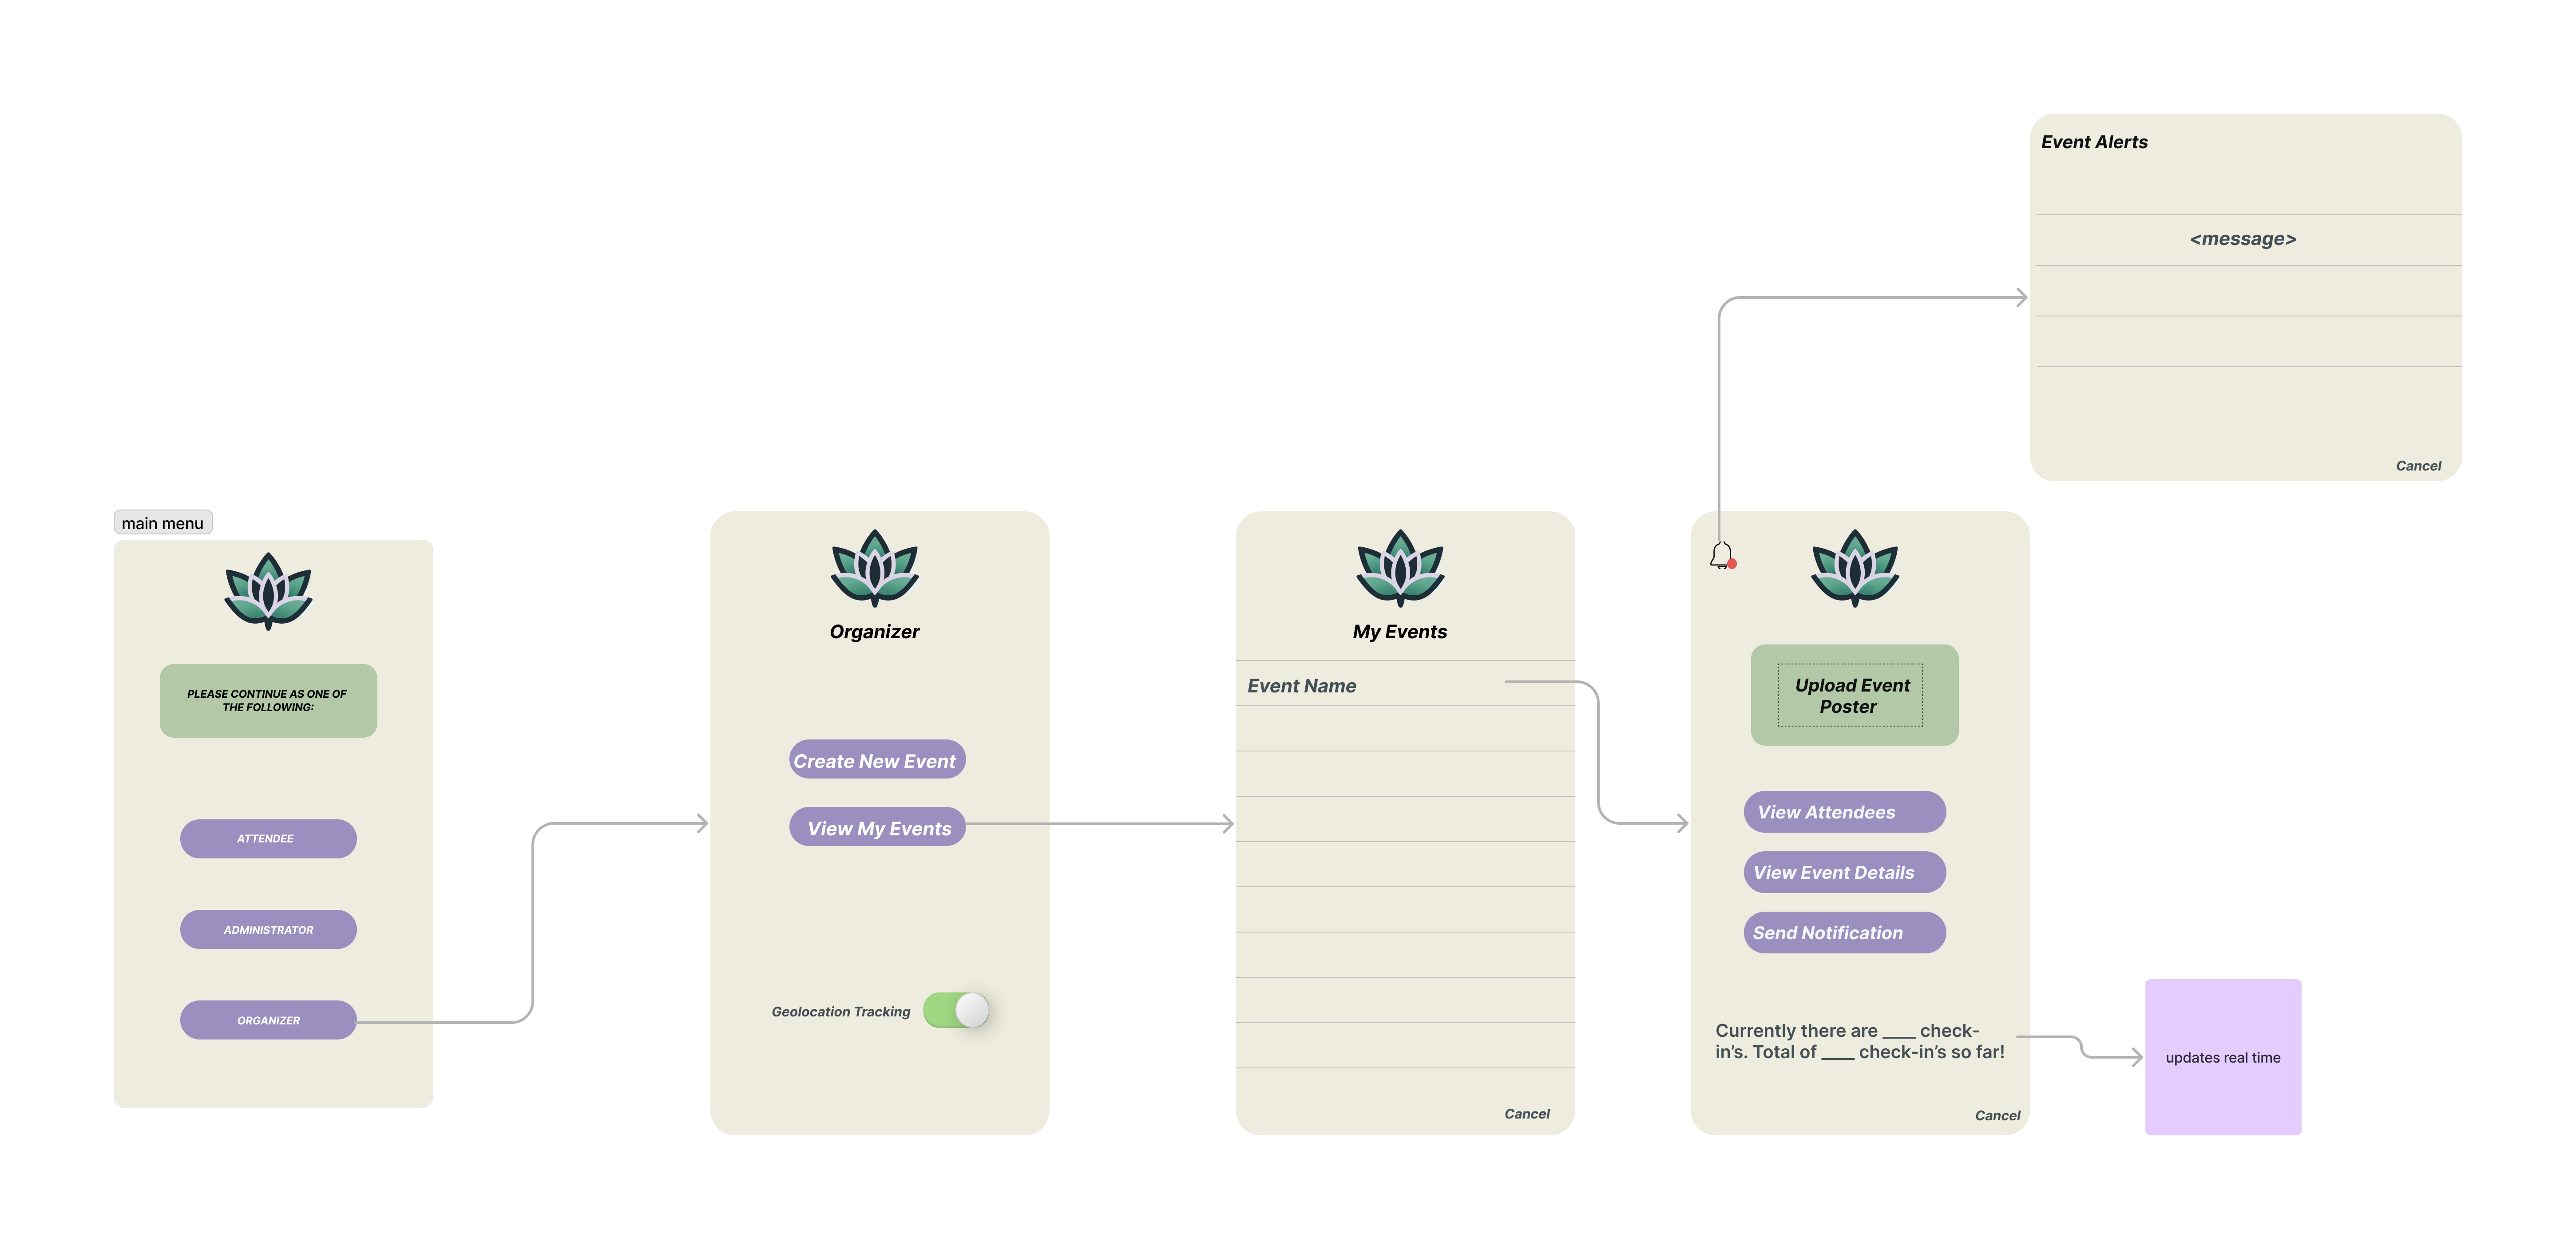 main menu
PLEASE CONTINUE AS ONE OF
THE FOLLOWING:
ATTENDEE
ADMINISTRATOR
ORGANIZER
Organizer
Create New Event
View My Events
Geolocation Tracking
My Events
Event Name
Cancel
Upload Event
Poster
View Attendees
View Event Details
Send Notification
Currently there are ____ check-
in’s. Total of ____ check-in’s so far!
Cancel
Event Alerts
<message>
Cancel
updates real time